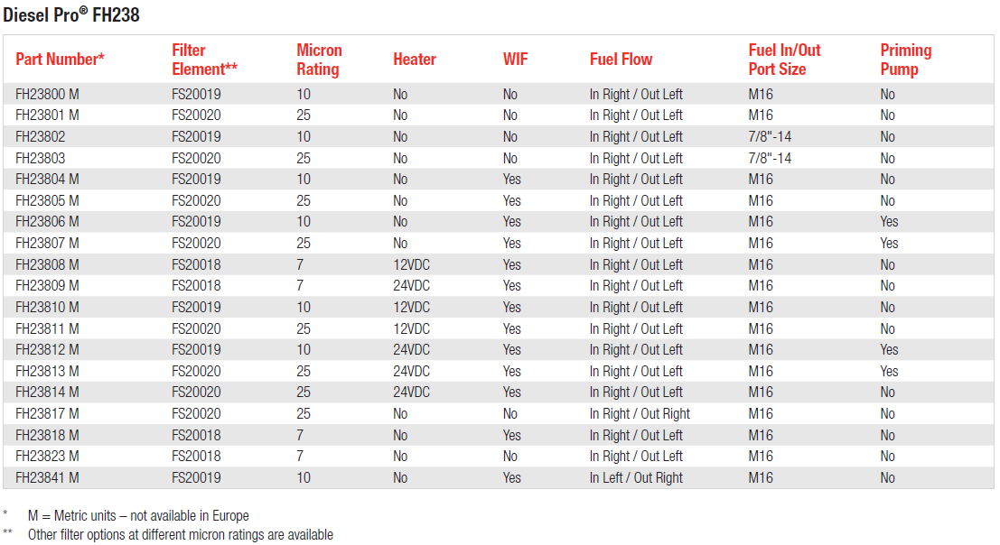 Diesel Pro® FH238
Part Number* Filter Element** Micron Rating Heater WIF Fuel Flow Fuel In/Out Port Size Priming Pump
FH23800 M FS20019 10 No No In Right / Out Left M16 No
FH23801 M FS20020 25 No No In Right / Out Left M16 No
FH23802 FS20019 10 No No In Right / Out Left 7/8"-14 No
FH23803 FS20020 25 No No In Right / Out Left 7/8"-14 No
FH23804 M FS20019 10 No Yes In Right / Out Left M16 No
FH23805 M FS20020 25 No Yes In Right / Out Left M16 No
FH23806 M FS20019 10 No Yes In Right / Out Left M16 Yes
FH23807 M FS20020 25 No Yes In Right / Out Left M16 Yes
FH23808 M FS20018 7 12VDC Yes In Right / Out Left M16 No
FH23809 M FS20018 7 24VDC Yes In Right / Out Left M16 No
FH23810 M FS20019 10 12VDC Yes In Right / Out Left M16 No
FH23811 M FS20020 25 12VDC Yes In Right / Out Left M16 No
FH23812 M FS20019 10 24VDC Yes In Right / Out Left M16 Yes
FH23813 M FS20020 25 24VDC Yes In Right / Out Left M16 Yes
FH23814 M FS20020 25 24VDC Yes In Right / Out Left M16 No
FH23817 M FS20020 25 No No In Right / Out Right M16 No
FH23818 M FS20018 7 No Yes In Right / Out Left M16 No
FH23823 M FS20018 7 No No In Right / Out Left M16 No
FH23841 M FS20019 10 No Yes In Left / Out Right M16 No
* M = Metric units – not available in Europe
** Other filter options at different micron ratings are available